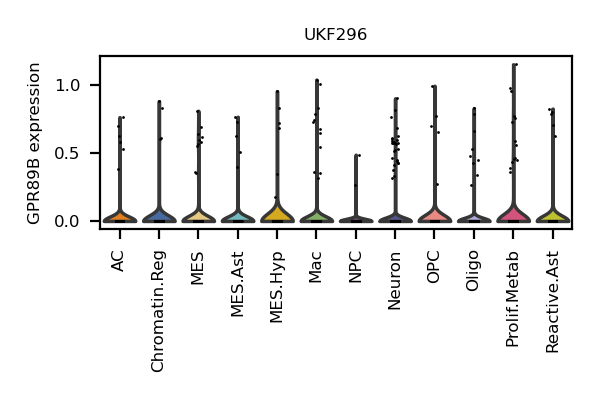 UKF296
GPR89B expression
1.0
0.5
0.0
AC
Chromatin.Reg
MES
MES.Ast
MES.Hyp
Mac
NPC
Neuron
OPC
Oligo
Prolif.Metab
Reactive.Ast